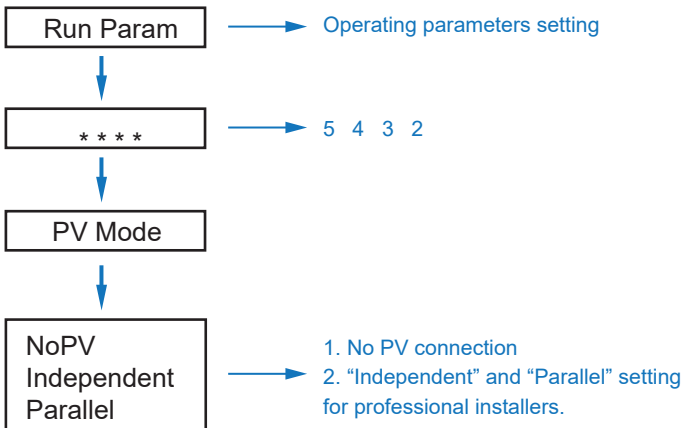 Run Param
Operating parameters setting
* * * *
5 4 3 2
PV Mode
NoPV
Independent
Parallel
1. No PV connection
2. “Independent” and “Parallel” setting
for professional installers.